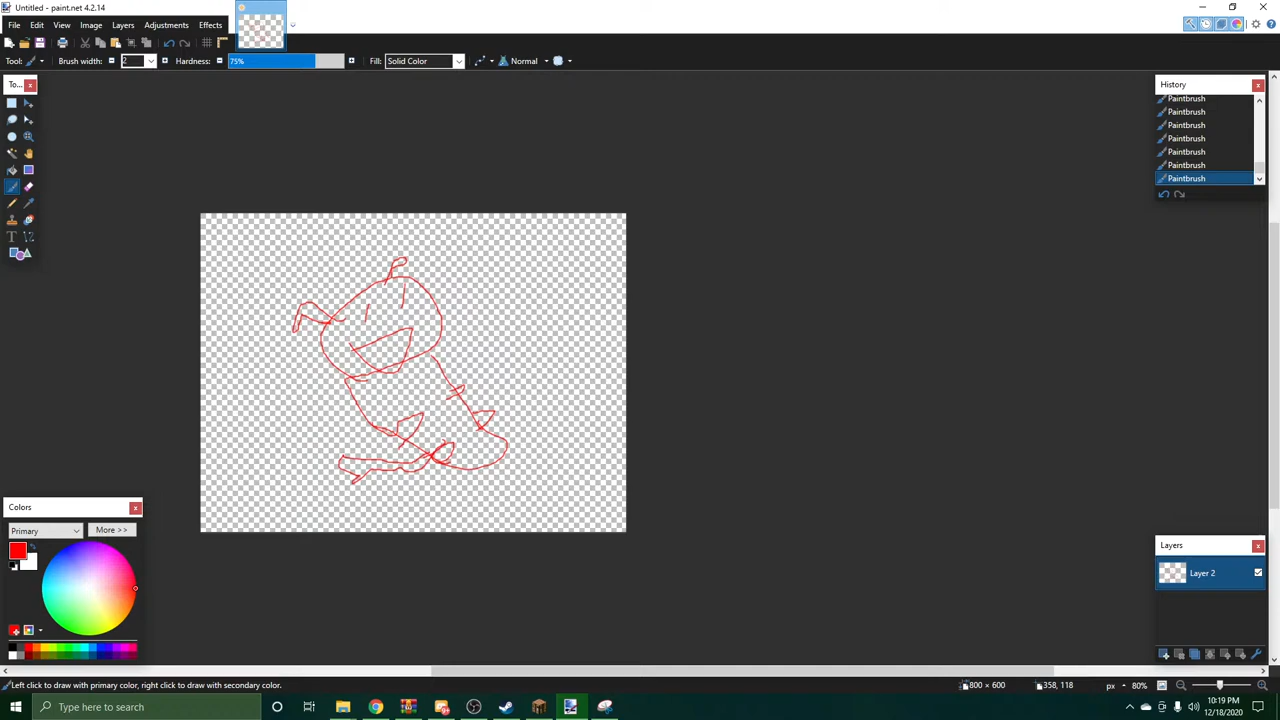 Untitled - paint.net 4.2.14
File Edit View Image Layers Adjustments Effects
Tool: Brush width: 2 Hardness: 75% Fill: Solid Color Normal
To...
History
Paintbrush
Paintbrush
Paintbrush
Paintbrush
Paintbrush
Paintbrush
Paintbrush
Colors
Primary More >>
Layers
Layer 2
Left click to draw with primary color, right click to draw with secondary color.
800 × 600 358, 118 px 80%
Type here to search
10:19 PM
12/18/2020